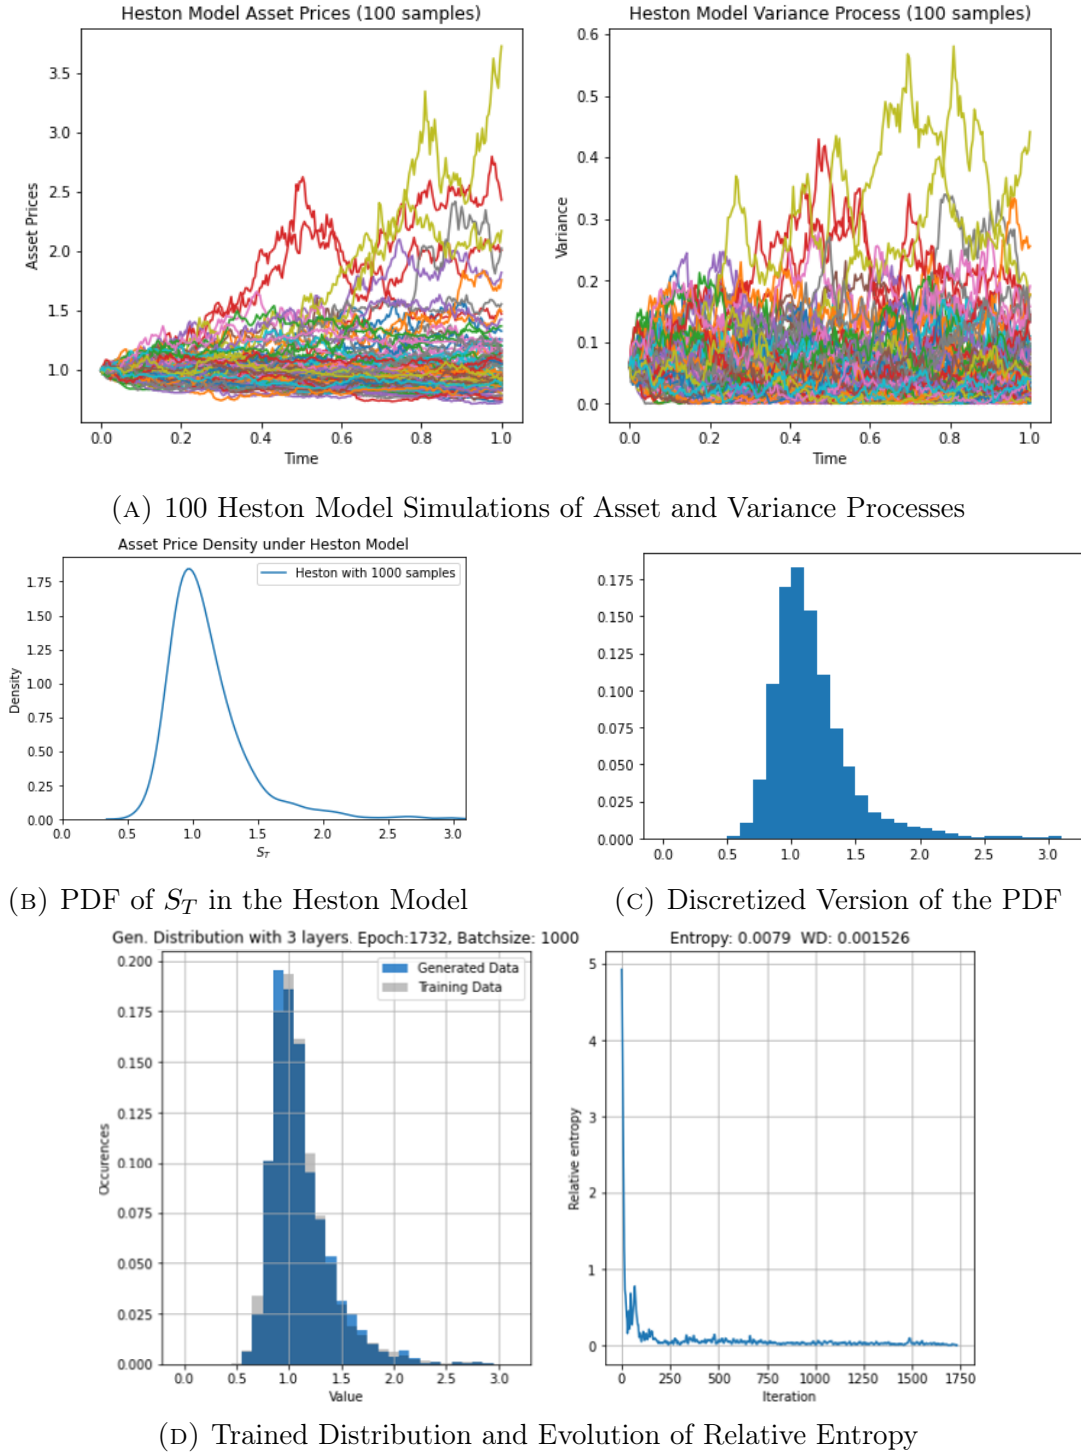 Heston Model Asset Prices (100 samples)
Asset Prices
3.5
3.0
2.5
2.0
1.5
1.0
0.0 0.2 0.4 0.6 0.8 1.0
Time
Heston Model Variance Process (100 samples)
Variance
0.6
0.5
0.4
0.3
0.2
0.1
0.0
0.0 0.2 0.4 0.6 0.8 1.0
Time
(A) 100 Heston Model Simulations of Asset and Variance Processes
Asset Price Density under Heston Model
Heston with 1000 samples
Density
1.75
1.50
1.25
1.00
0.75
0.50
0.25
0.00
0.0 0.5 1.0 1.5 2.0 2.5 3.0
S_T
0.175
0.150
0.125
0.100
0.075
0.050
0.025
0.000
0.0 0.5 1.0 1.5 2.0 2.5 3.0
(B) PDF of S_T in the Heston Model
(C) Discretized Version of the PDF
Gen. Distribution with 3 layers. Epoch:1732, Batchsize: 1000
Generated Data
Training Data
Occurences
0.200
0.175
0.150
0.125
0.100
0.075
0.050
0.025
0.000
0.0 0.5 1.0 1.5 2.0 2.5 3.0
Value
Entropy: 0.0079 WD: 0.001526
Relative entropy
5
4
3
2
1
0
0 250 500 750 1000 1250 1500 1750
Iteration
(D) Trained Distribution and Evolution of Relative Entropy